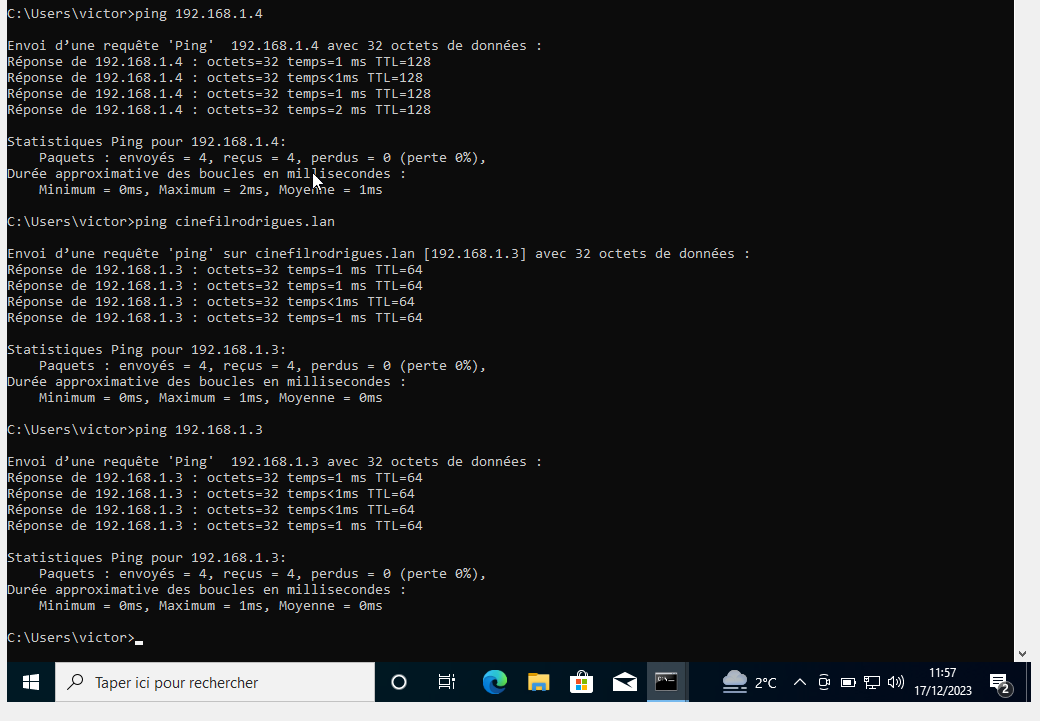 C:\Users\victor>ping 192.168.1.4
Envoi d’une requête 'Ping'  192.168.1.4 avec 32 octets de données :
Réponse de 192.168.1.4 : octets=32 temps=1 ms TTL=128
Réponse de 192.168.1.4 : octets=32 temps<1ms TTL=128
Réponse de 192.168.1.4 : octets=32 temps=1 ms TTL=128
Réponse de 192.168.1.4 : octets=32 temps=2 ms TTL=128
Statistiques Ping pour 192.168.1.4:
    Paquets : envoyés = 4, reçus = 4, perdus = 0 (perte 0%),
Durée approximative des boucles en millisecondes :
    Minimum = 0ms, Maximum = 2ms, Moyenne = 1ms
C:\Users\victor>ping cinefilrodrigues.lan
Envoi d’une requête 'ping' sur cinefilrodrigues.lan [192.168.1.3] avec 32 octets de données :
Réponse de 192.168.1.3 : octets=32 temps=1 ms TTL=64
Réponse de 192.168.1.3 : octets=32 temps=1 ms TTL=64
Réponse de 192.168.1.3 : octets=32 temps<1ms TTL=64
Réponse de 192.168.1.3 : octets=32 temps=1 ms TTL=64
Statistiques Ping pour 192.168.1.3:
    Paquets : envoyés = 4, reçus = 4, perdus = 0 (perte 0%),
Durée approximative des boucles en millisecondes :
    Minimum = 0ms, Maximum = 1ms, Moyenne = 0ms
C:\Users\victor>ping 192.168.1.3
Envoi d’une requête 'Ping'  192.168.1.3 avec 32 octets de données :
Réponse de 192.168.1.3 : octets=32 temps=1 ms TTL=64
Réponse de 192.168.1.3 : octets=32 temps<1ms TTL=64
Réponse de 192.168.1.3 : octets=32 temps<1ms TTL=64
Réponse de 192.168.1.3 : octets=32 temps=1 ms TTL=64
Statistiques Ping pour 192.168.1.3:
    Paquets : envoyés = 4, reçus = 4, perdus = 0 (perte 0%),
Durée approximative des boucles en millisecondes :
    Minimum = 0ms, Maximum = 1ms, Moyenne = 0ms
C:\Users\victor>
Taper ici pour rechercher
2°C
11:57
17/12/2023
2